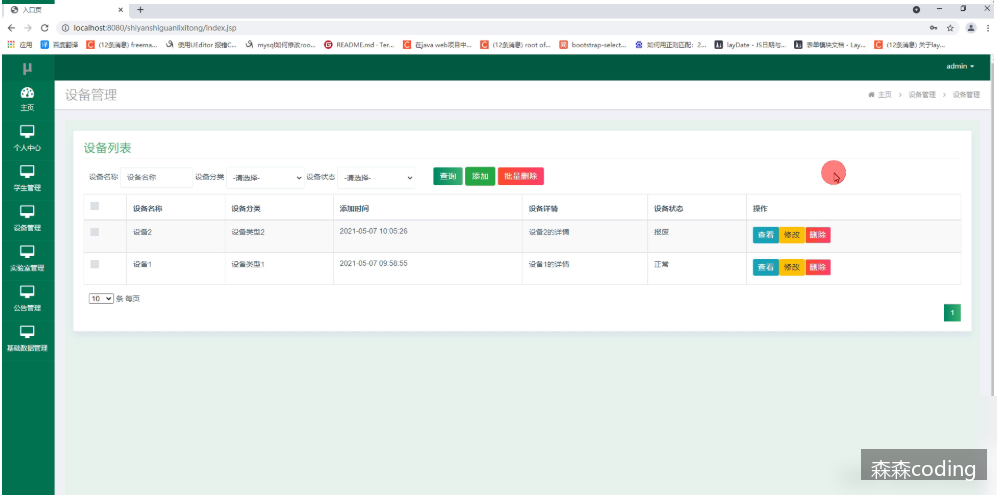 入口页
localhost:8080/shiyanshiguanlixitong/index.jsp
应用 百度翻译 (12条消息) freema... 使用UEditor 报错C... mysql如何修改roo... README.md · Ter... 在java web项目中... (12条消息) root of... bootstrap-select... 如何用正则匹配：2... layDate - JS日期与... 表单模块文档 - Lay... (12条消息) 关于lay...
μ
admin
主页
个人中心
学生管理
设备管理
实验室管理
公告管理
基础数据管理
设备管理
主页 > 设备管理 > 设备管理
设备列表
设备名称 设备名称 设备分类 -请选择- 设备状态 -请选择- 查询 添加 批量删除
设备名称 设备分类 添加时间 设备详情 设备状态 操作
设备2 设备类型2 2021-05-07 10:05:26 设备2的详情 报废 查看 修改 删除
设备1 设备类型1 2021-05-07 09:58:55 设备1的详情 正常 查看 修改 删除
10 条 每页
1
森森coding